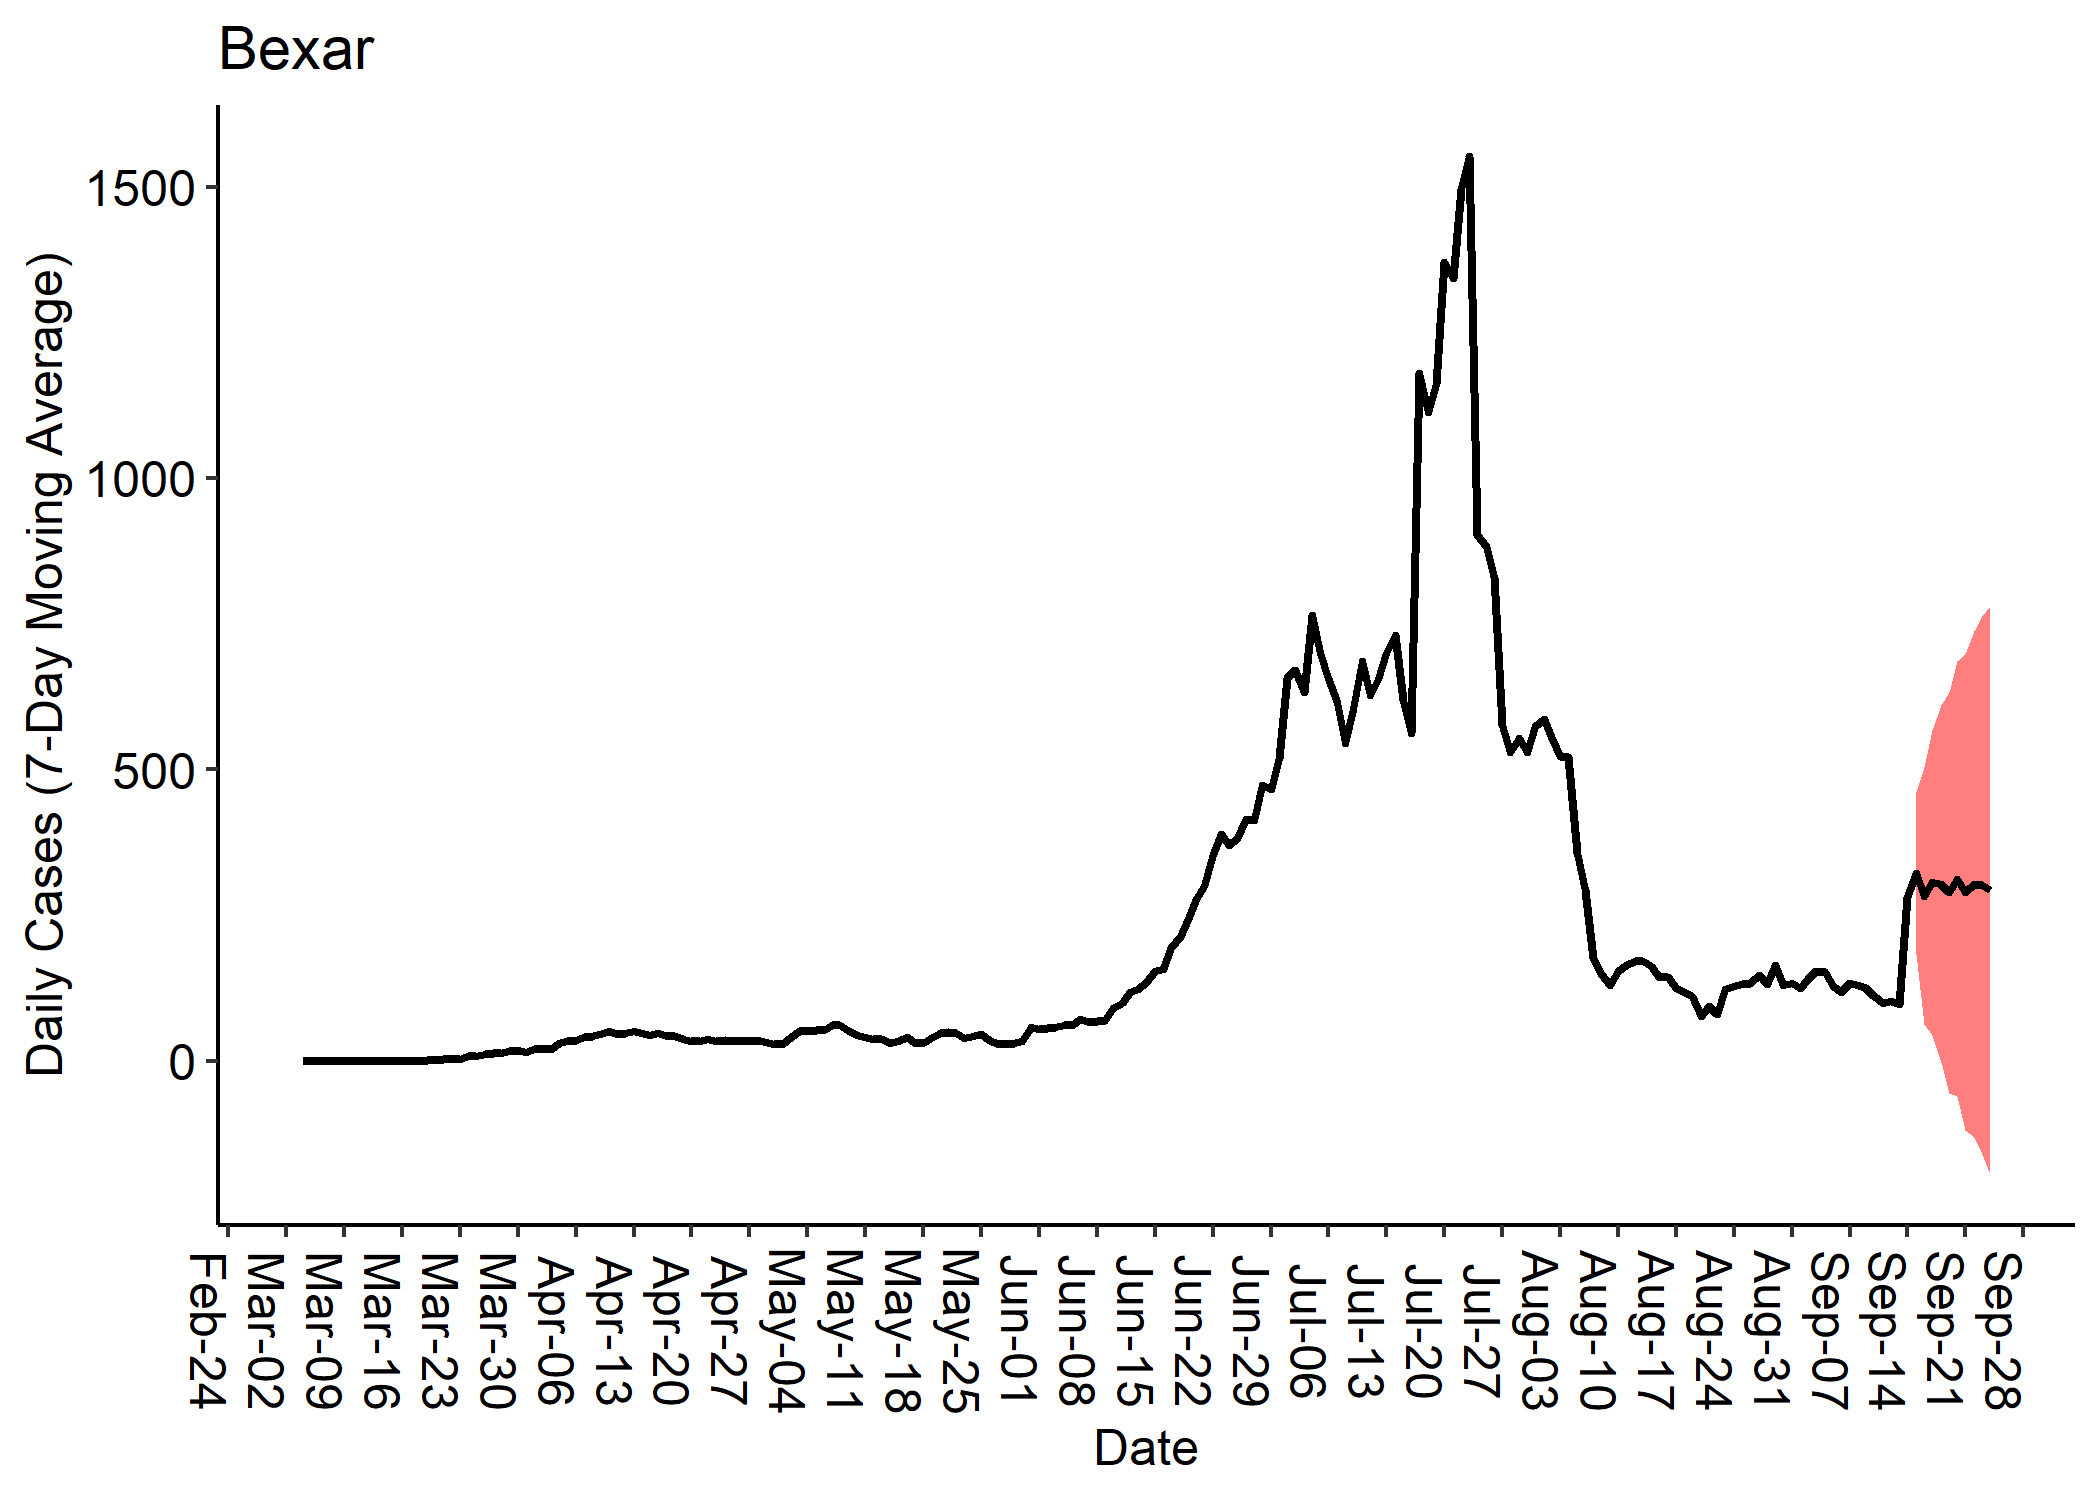 Bexar
Daily Cases (7-Day Moving Average)
1500
1000
500
0
Feb-24
Mar-02
Mar-09
Mar-16
Mar-23
Mar-30
Apr-06
Apr-13
Apr-20
Apr-27
May-04
May-11
May-18
May-25
Jun-01
Jun-08
Jun-15
Jun-22
Jun-29
Jul-06
Jul-13
Jul-20
Jul-27
Aug-03
Aug-10
Aug-17
Aug-24
Aug-31
Sep-07
Sep-14
Sep-21
Sep-28
Date